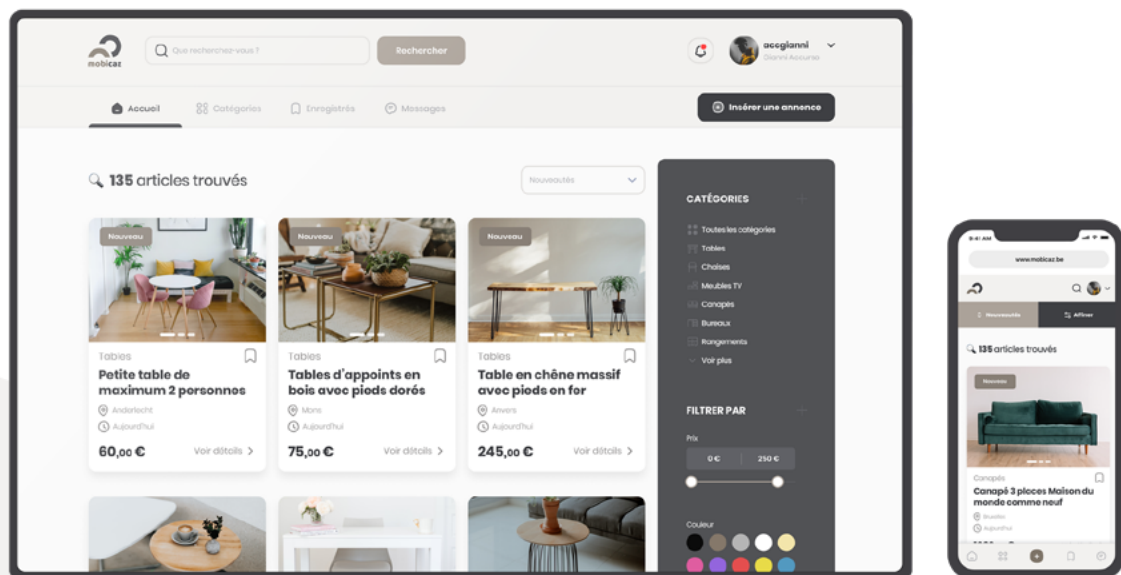 mobicaz
Que recherchez-vous ?
Rechercher
accgianni
Gianni Accurso
Accueil
Catégories
Enregistrés
Messages
Insérer une annonce
135 articles trouvés
Nouveautés
Nouveau
Tables
Petite table de
maximum 2 personnes
Anderlecht
Aujourd'hui
60,00 €
Voir détails
Nouveau
Tables
Tables d'appoints en
bois avec pieds dorés
Mons
Aujourd'hui
75,00 €
Voir détails
Nouveau
Tables
Table en chêne massif
avec pieds en fer
Anvers
Aujourd'hui
245,00 €
Voir détails
CATÉGORIES
Toutes les catégories
Tables
Chaises
Meubles TV
Canapés
Bureaux
Rangements
Voir plus
FILTRER PAR
Prix
0 €
250 €
Couleur
9:41 AM
www.mobicaz.be
Nouveautés
Affiner
135 articles trouvés
Nouveau
Canapés
Canapé 3 places Maison du
monde comme neuf
Bruxelles
Aujourd'hui